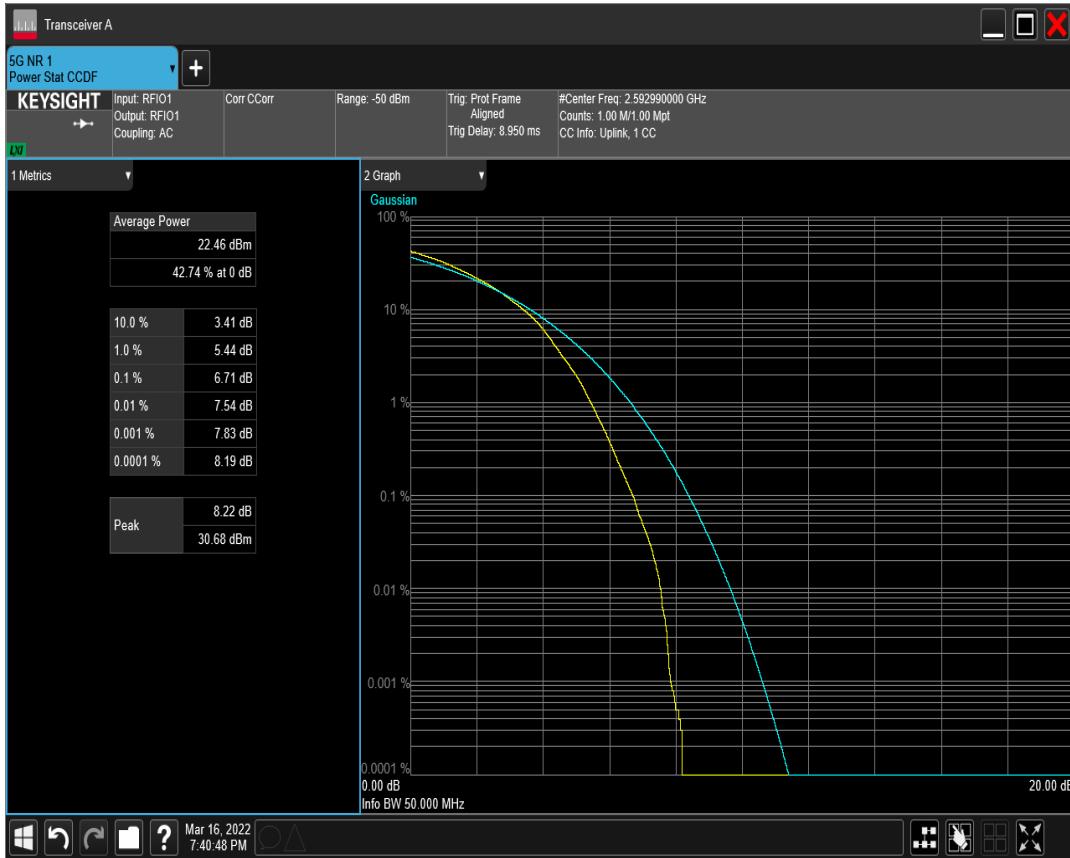 Transceiver A
5G NR 1
Power Stat CCDF
KEYSIGHT
LXI
Input: RFIO1
Output: RFIO1
Coupling: AC
Corr CCorr
Range: -50 dBm
Trig: Prot Frame
Aligned
Trig Delay: 8.950 ms
#Center Freq: 2.592990000 GHz
Counts: 1.00 M/1.00 Mpt
CC Info: Uplink, 1 CC
1 Metrics
Average Power
22.46 dBm
42.74 % at 0 dB
10.0 % 3.41 dB
1.0 % 5.44 dB
0.1 % 6.71 dB
0.01 % 7.54 dB
0.001 % 7.83 dB
0.0001 % 8.19 dB
Peak 8.22 dB
30.68 dBm
2 Graph
Gaussian
100 %
10 %
1 %
0.1 %
0.01 %
0.001 %
0.0001 %
0.00 dB 20.00 dB
Info BW 50.000 MHz
Mar 16, 2022
7:40:48 PM